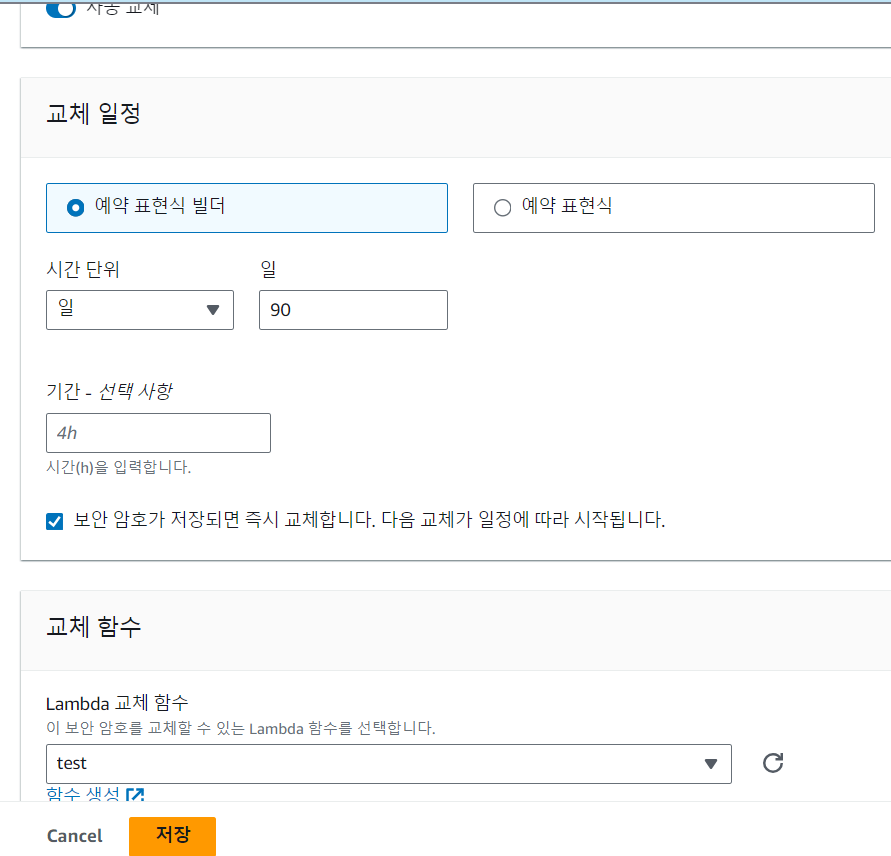 자동 교체
교체 일정
예약 표현식 빌더
예약 표현식
시간 단위
일
일
90
기간 - 선택 사항
4h
시간(h)을 입력합니다.
보안 암호가 저장되면 즉시 교체합니다. 다음 교체가 일정에 따라 시작됩니다.
교체 함수
Lambda 교체 함수
이 보안 암호를 교체할 수 있는 Lambda 함수를 선택합니다.
test
함수 생성
Cancel
저장